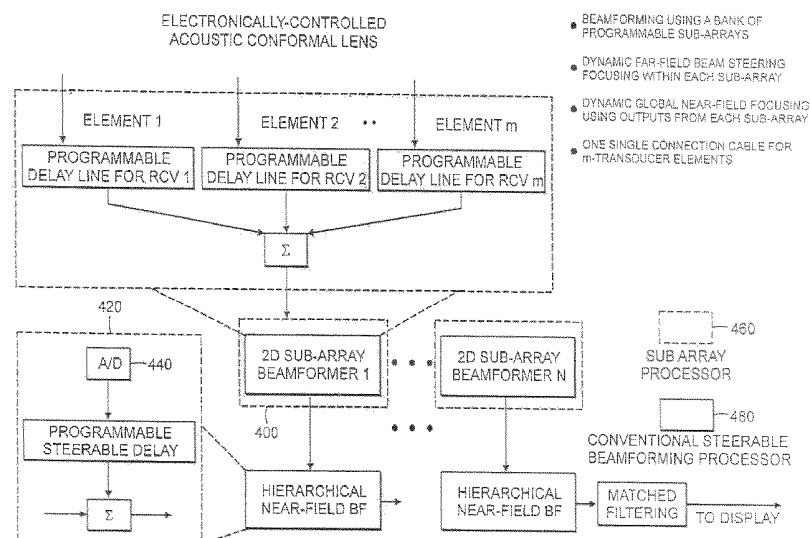 ELECTRONICALLY-CONTROLLED
ACOUSTIC CONFORMAL LENS
• BEAMFORMING USING A BANK OF
PROGRAMMABLE SUB-ARRAYS
• DYNAMIC FAR-FIELD BEAM STEERING
FOCUSING WITHIN EACH SUB-ARRAY
• DYNAMIC GLOBAL NEAR-FIELD FOCUSING
USING OUTPUTS FROM EACH SUB-ARRAY
• ONE SINGLE CONNECTION CABLE FOR
m-TRANSDUCER ELEMENTS
ELEMENT 1
ELEMENT 2
ELEMENT m
PROGRAMMABLE
DELAY LINE FOR RCV 1
PROGRAMMABLE
DELAY LINE FOR RCV 2
PROGRAMMABLE
DELAY LINE FOR RCV m
Σ
420
A/D
440
PROGRAMMABLE
STEERABLE DELAY
Σ
2D SUB-ARRAY
BEAMFORMER 1
400
2D SUB-ARRAY
BEAMFORMER N
460
SUB ARRAY
PROCESSOR
480
CONVENTIONAL STEERABLE
BEAMFORMING PROCESSOR
HIERARCHICAL
NEAR-FIELD BF
HIERARCHICAL
NEAR-FIELD BF
MATCHED
FILTERING
TO DISPLAY